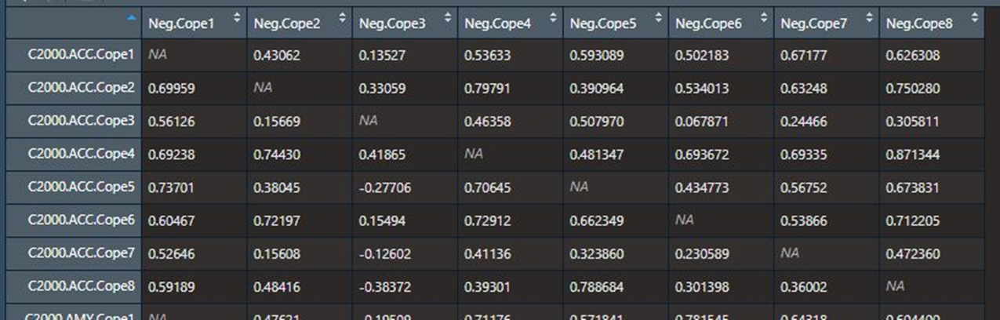 Neg.Cope1 Neg.Cope2 Neg.Cope3 Neg.Cope4 Neg.Cope5 Neg.Cope6 Neg.Cope7 Neg.Cope8
C2000.ACC.Cope1 NA 0.43062 0.13527 0.53633 0.593089 0.502183 0.67177 0.626308
C2000.ACC.Cope2 0.69959 NA 0.33059 0.79791 0.390964 0.534013 0.63248 0.750280
C2000.ACC.Cope3 0.56126 0.15669 NA 0.46358 0.507970 0.067871 0.24466 0.305811
C2000.ACC.Cope4 0.69238 0.74430 0.41865 NA 0.481347 0.693672 0.69335 0.871344
C2000.ACC.Cope5 0.73701 0.38045 -0.27706 0.70645 NA 0.434773 0.56752 0.673831
C2000.ACC.Cope6 0.60467 0.72197 0.15494 0.72912 0.662349 NA 0.53866 0.712205
C2000.ACC.Cope7 0.52646 0.15608 -0.12602 0.41136 0.323860 0.230589 NA 0.472360
C2000.ACC.Cope8 0.59189 0.48416 -0.38372 0.39301 0.788684 0.301398 0.36002 NA
C2000.AMY.Cope1 NA 0.47621 -0.19509 0.71176 0.571841 0.781545 0.64318 0.604400